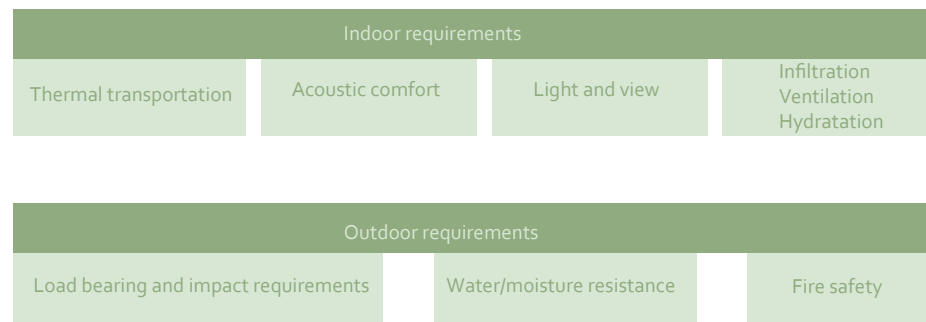 Indoor requirements
Thermal transportation
Acoustic comfort
Light and view
Infiltration
Ventilation
Hydratation
Outdoor requirements
Load bearing and impact requirements
Water/moisture resistance
Fire safety